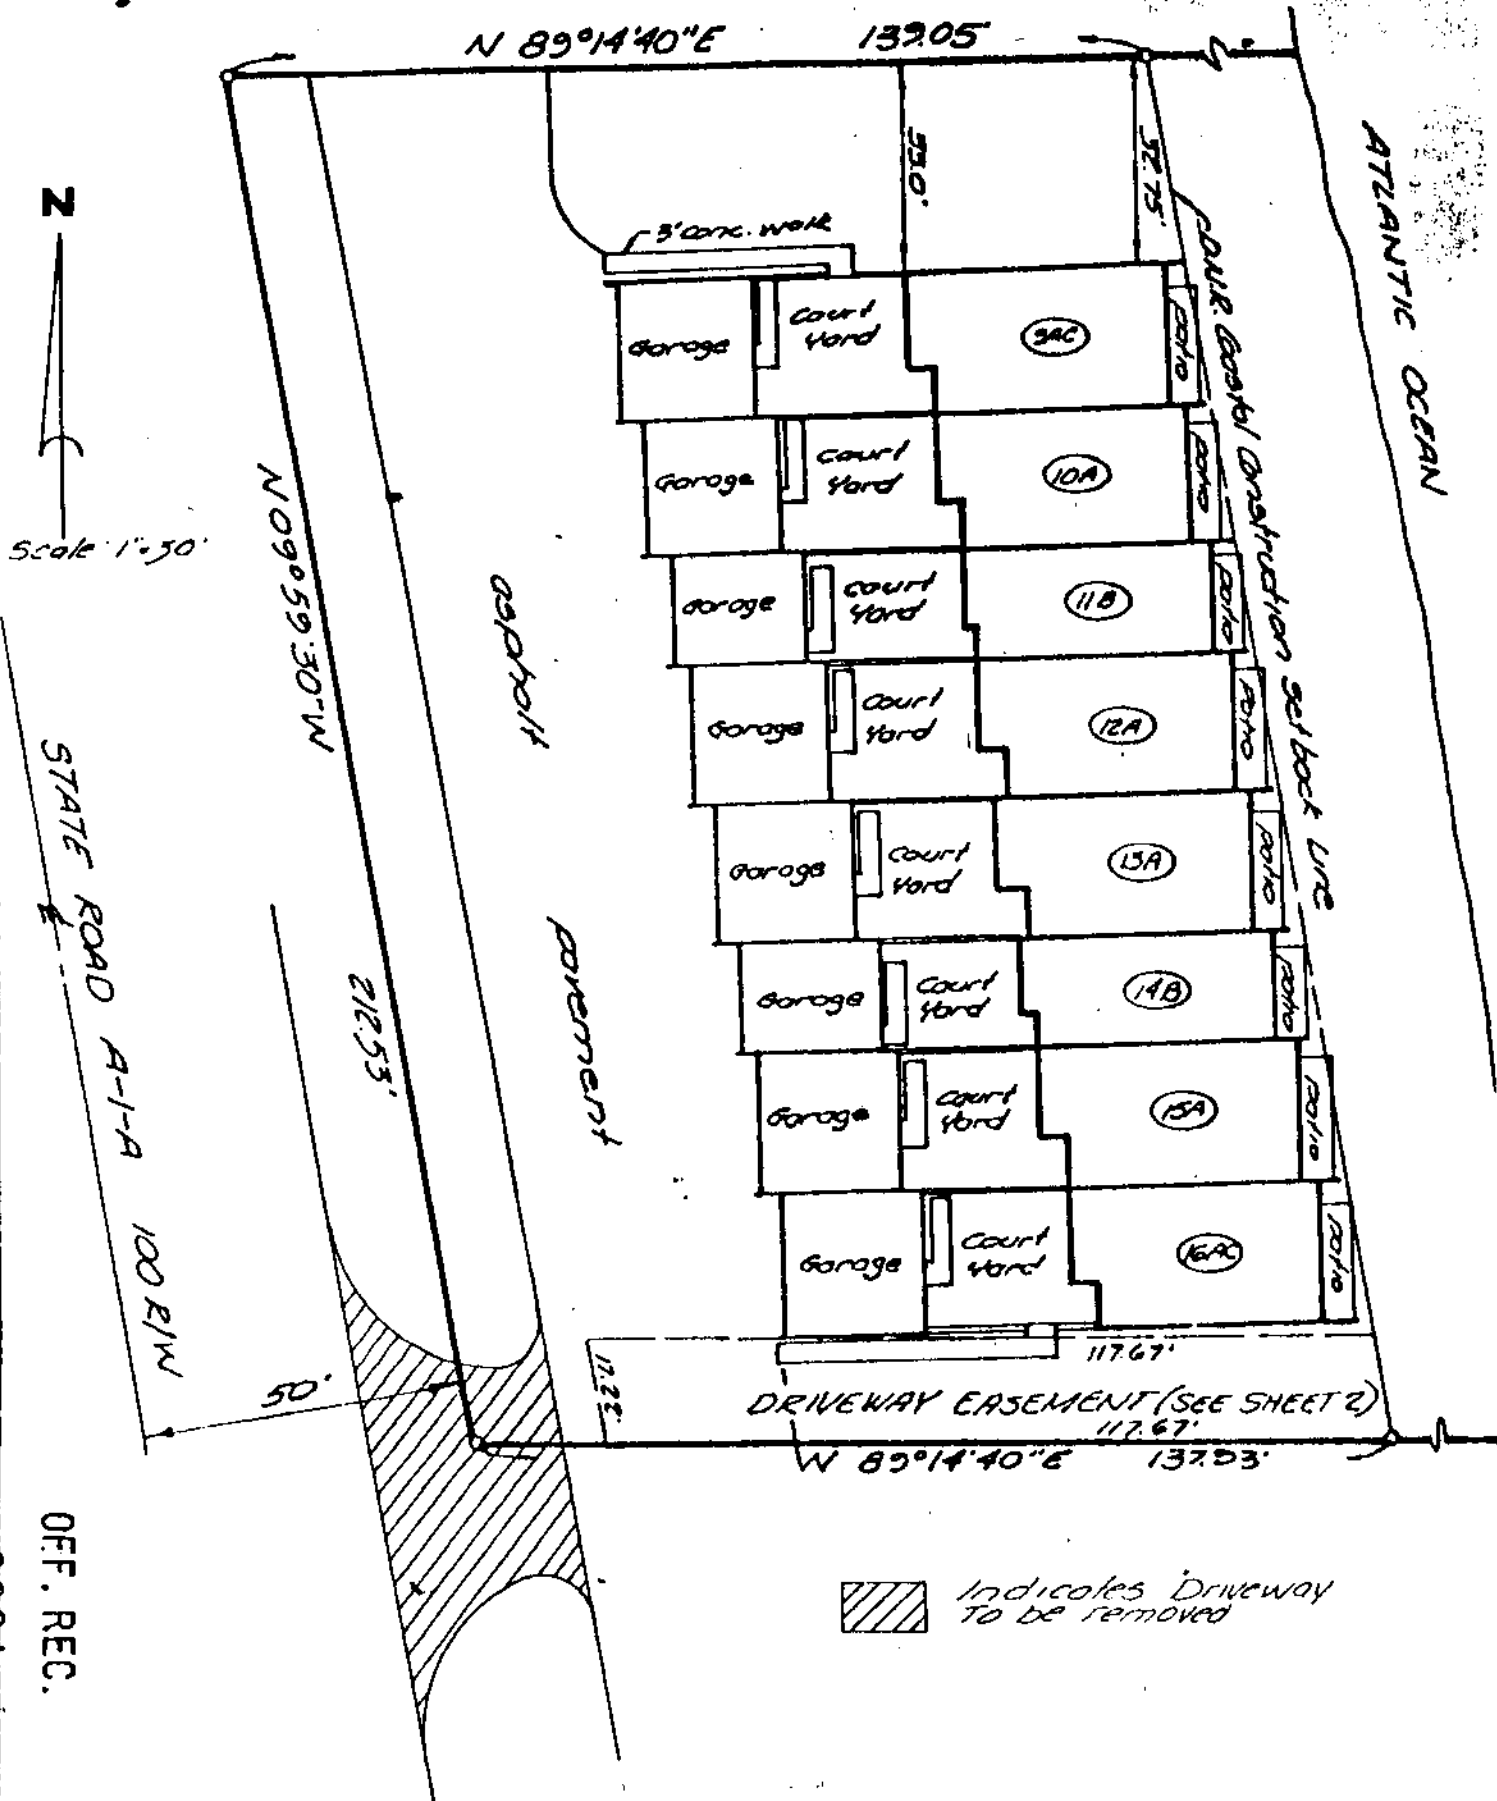 N 89°14'40"E 139.05'
N
Scale 1"=30'
ATLANTIC OCEAN
33.0'
32.75'
3' conc. walk
D.N.R. Coastal Construction setback line
Garage Court Yard 9AC patio
Garage Court Yard 10A patio
Garage Court Yard 11B patio
Garage Court Yard 12A patio
Garage Court Yard 13A patio
Garage Court Yard 14B patio
Garage Court Yard 15A patio
Garage Court Yard 16AC patio
N 09°59'30"W
212.53'
asphalt
pavement
STATE ROAD A-1-A 100 R/W
50'
117.67'
DRIVEWAY EASEMENT (SEE SHEET 2)
117.67'
W 89°14'40"E 137.93'
Indicates Driveway
To be removed
OFF. REC.